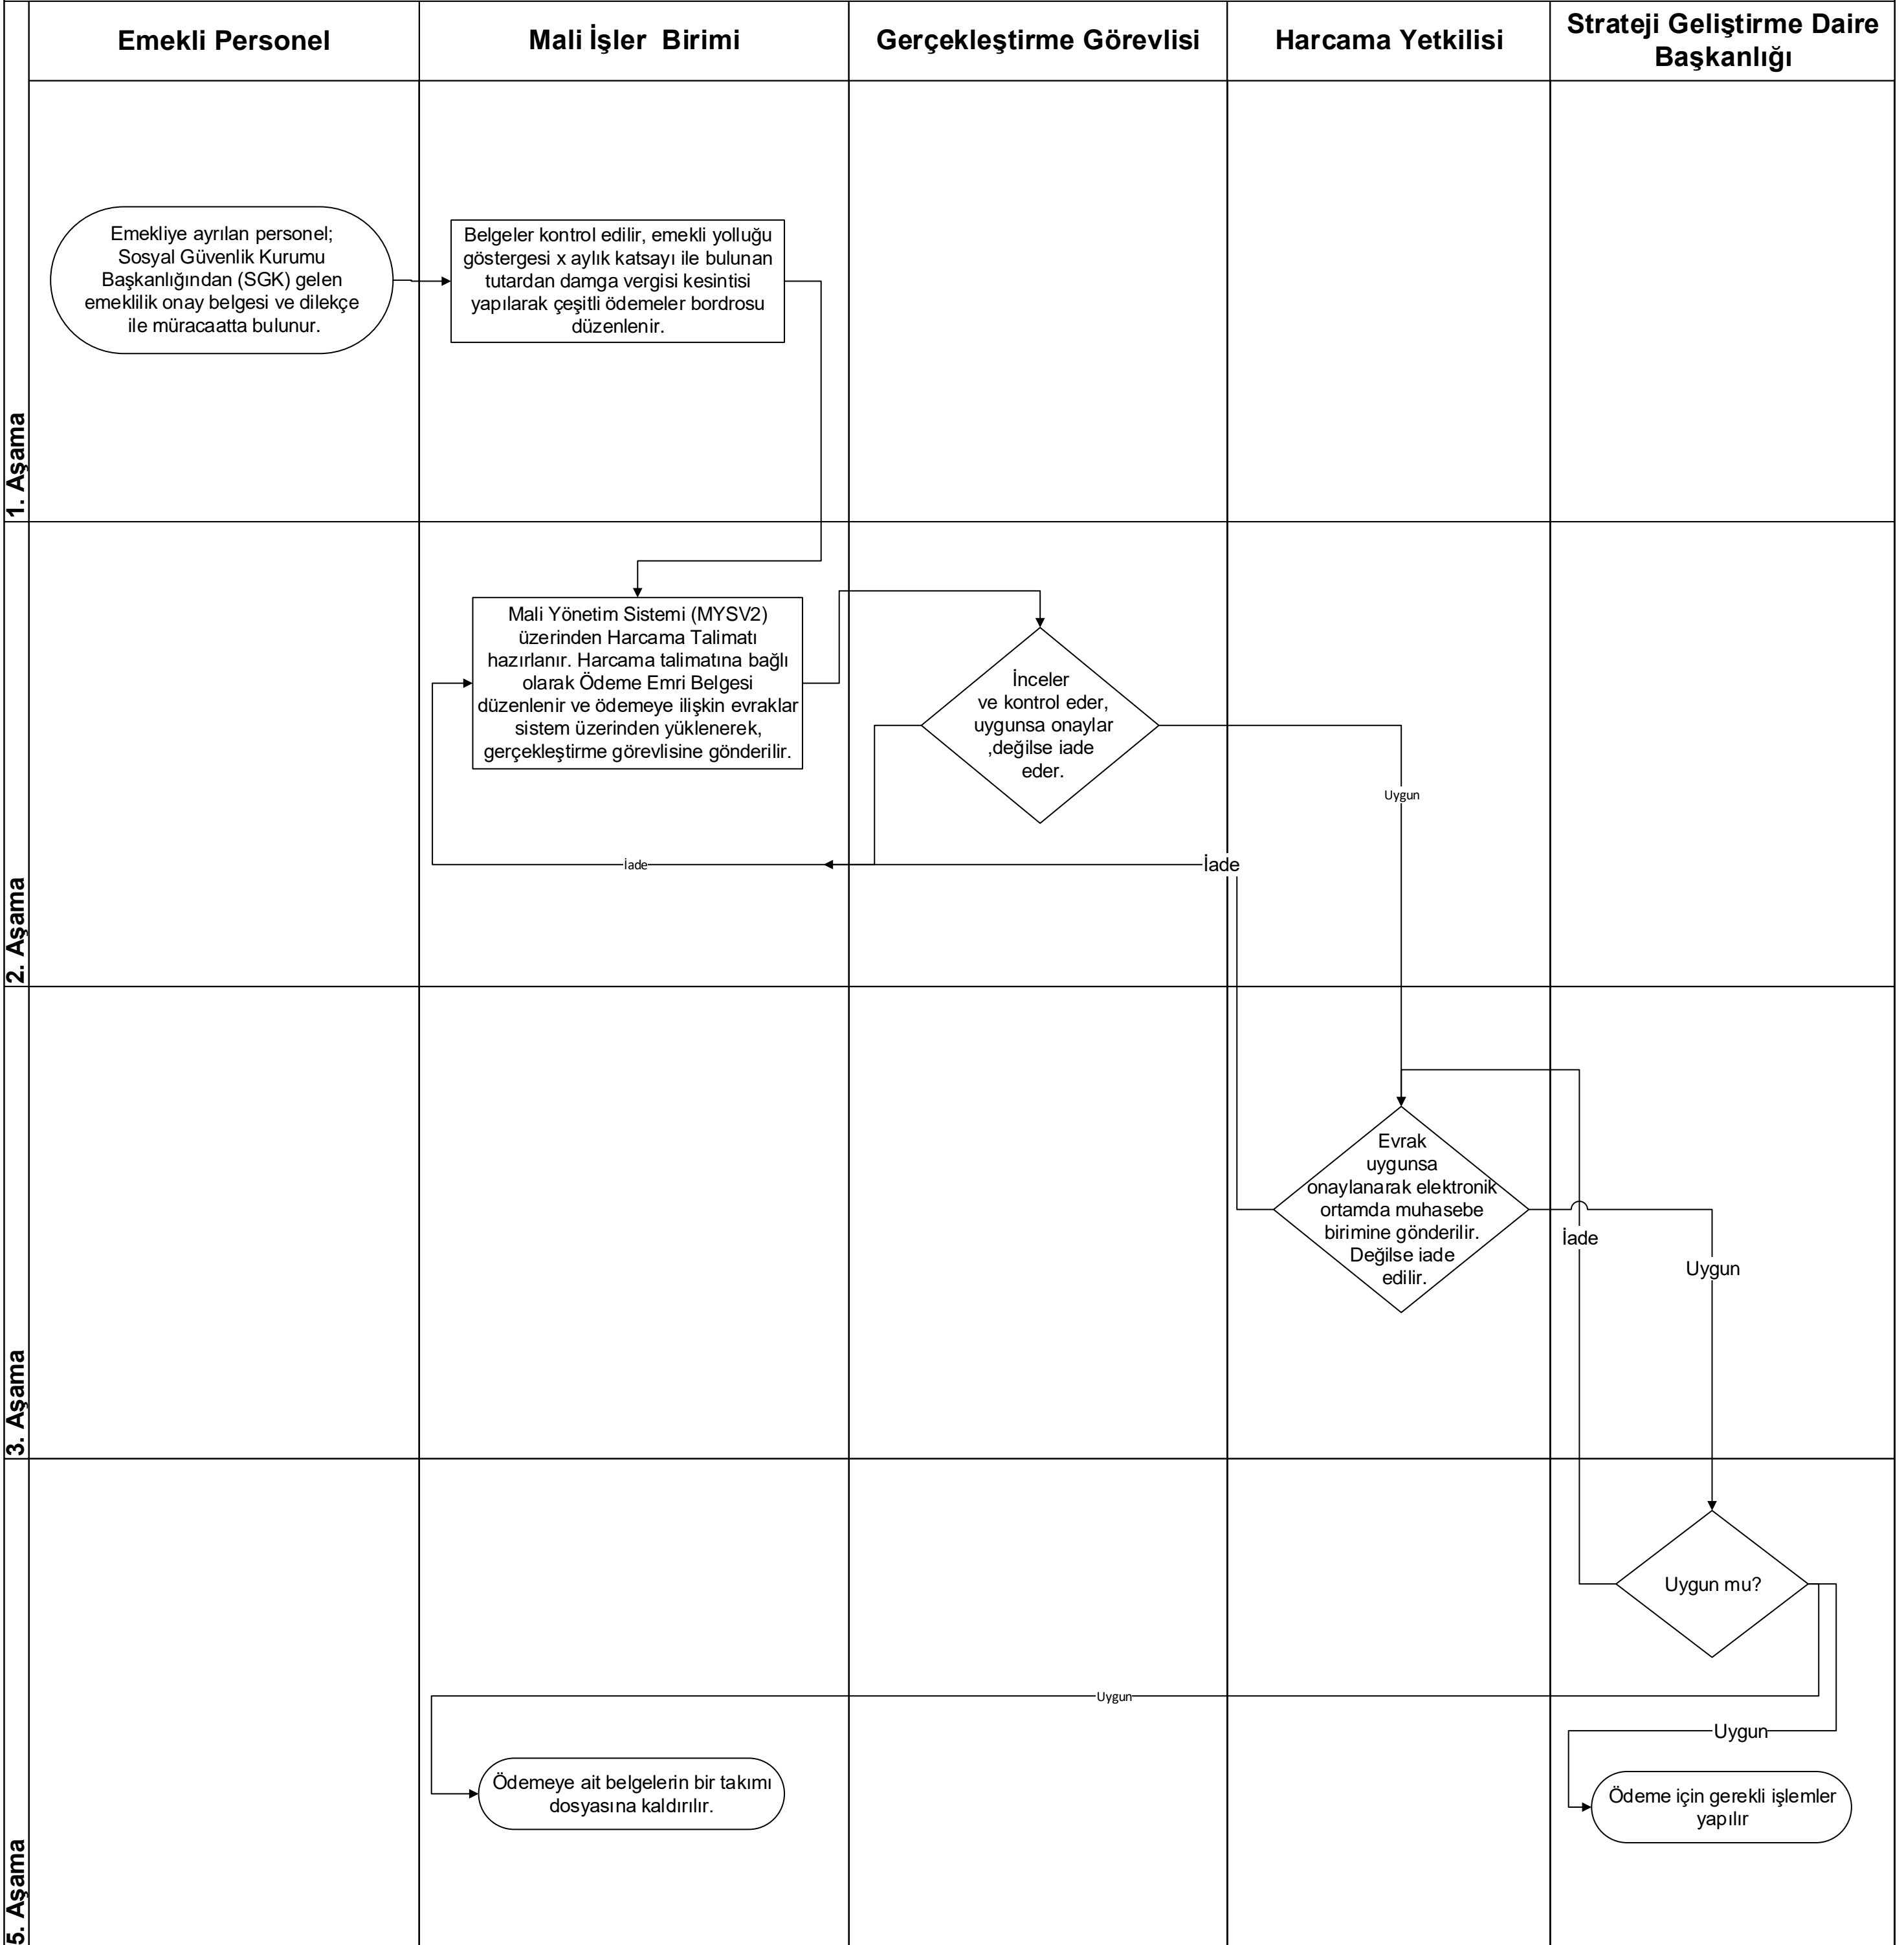 Emekli Personel
Mali İşler  Birimi
Gerçekleştirme Görevlisi
Harcama Yetkilisi
Strateji Geliştirme Daire
Başkanlığı
1. Aşama
Emekliye ayrılan personel;
Sosyal Güvenlik Kurumu
Başkanlığından (SGK) gelen
emeklilik onay belgesi ve dilekçe
ile müracaatta bulunur.
Belgeler kontrol edilir, emekli yolluğu
göstergesi x aylık katsayı ile bulunan
tutardan damga vergisi kesintisi
yapılarak çeşitli ödemeler bordrosu
düzenlenir.
2. Aşama
Mali Yönetim Sistemi (MYSV2)
üzerinden Harcama Talimatı
hazırlanır. Harcama talimatına bağlı
olarak Ödeme Emri Belgesi
düzenlenir ve ödemeye ilişkin evraklar
sistem üzerinden yüklenerek,
gerçekleştirme görevlisine gönderilir.
İnceler
ve kontrol eder,
uygunsa onaylar
,değilse iade
eder.
Uygun
İade
İade
3. Aşama
Evrak
uygunsa
onaylanarak elektronik
ortamda muhasebe
birimine gönderilir.
Değilse iade
edilir.
İade
Uygun
5. Aşama
Uygun mu?
Uygun
Uygun
Ödemeye ait belgelerin bir takımı
dosyasına kaldırılır.
Ödeme için gerekli işlemler
yapılır